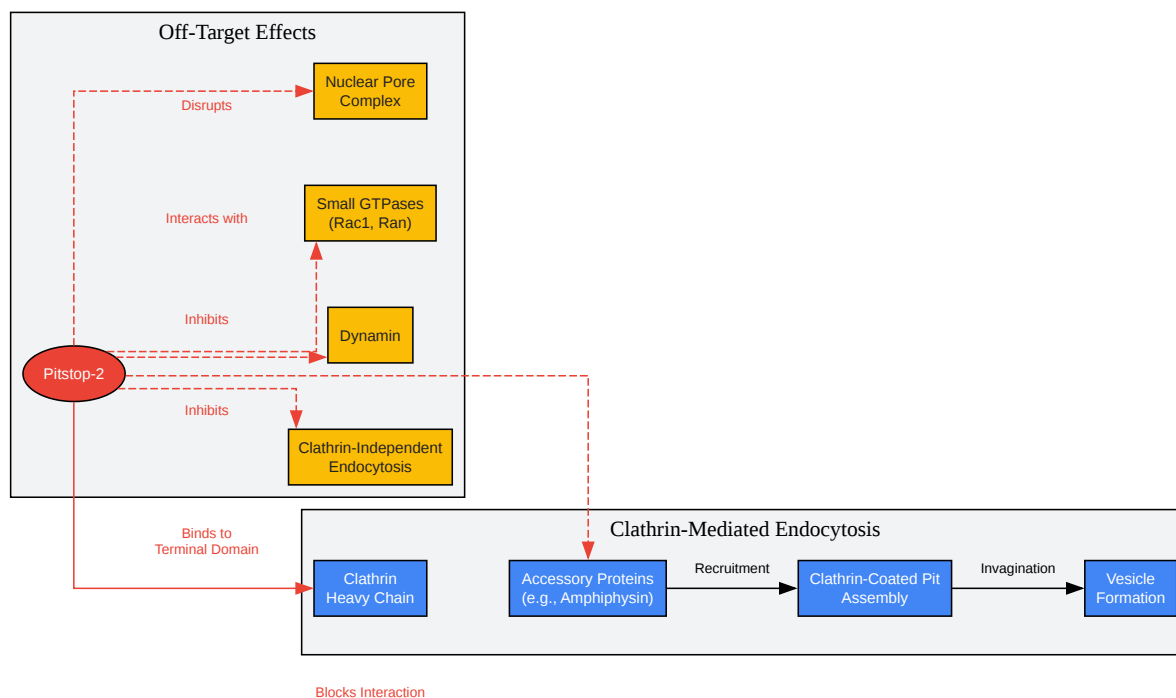 Off-Target Effects
Nuclear Pore
Complex
Disrupts
Small GTPases
(Rac1, Ran)
Interacts with
Inhibits
Dynamin
Pitstop-2
Inhibits
Clathrin-Independent
Endocytosis
Binds to
Terminal Domain
Clathrin-Mediated Endocytosis
Clathrin
Heavy Chain
Accessory Proteins
(e.g., Amphiphysin)
Recruitment
Clathrin-Coated Pit
Assembly
Invagination
Vesicle
Formation
Blocks Interaction